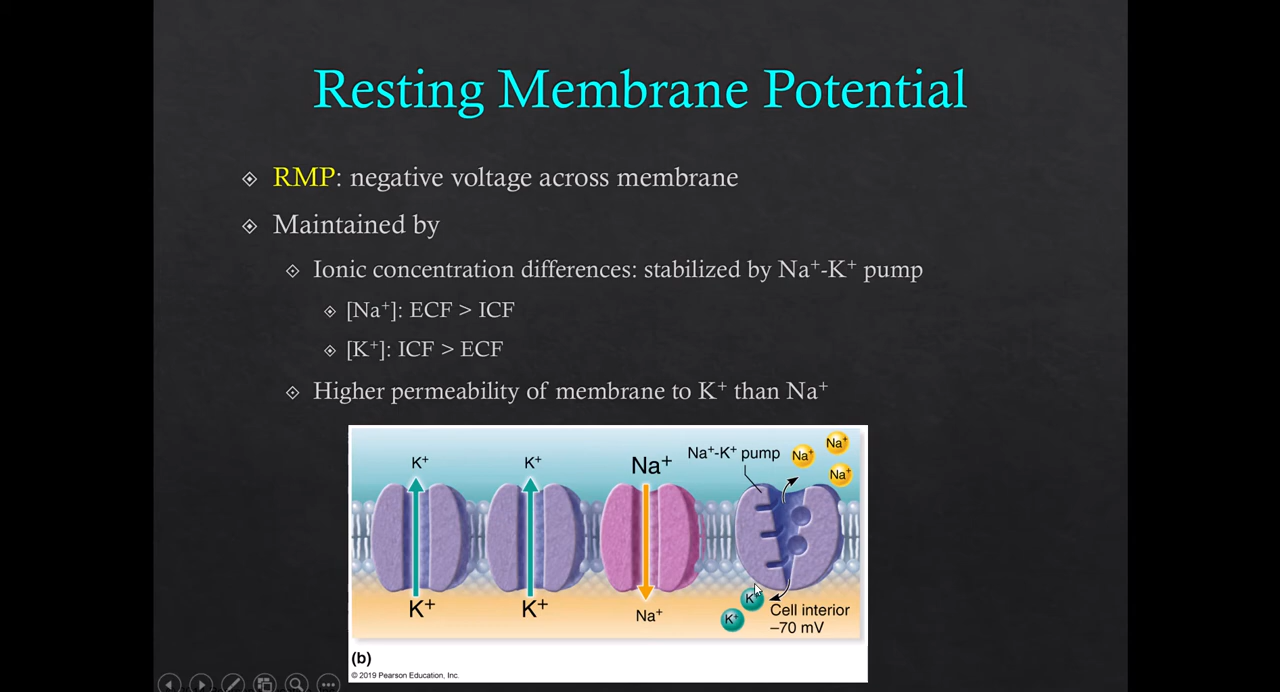 Resting Membrane Potential
RMP: negative voltage across membrane
Maintained by
Ionic concentration differences: stabilized by Na⁺-K⁺ pump
[Na⁺]: ECF > ICF
[K⁺]: ICF > ECF
Higher permeability of membrane to K⁺ than Na⁺
K⁺ K⁺ Na⁺ Na⁺-K⁺ pump Na⁺ Na⁺
Na⁺
K⁺ K⁺ Na⁺ K⁺ K⁺
Cell interior
–70 mV
(b)
© 2019 Pearson Education, Inc.